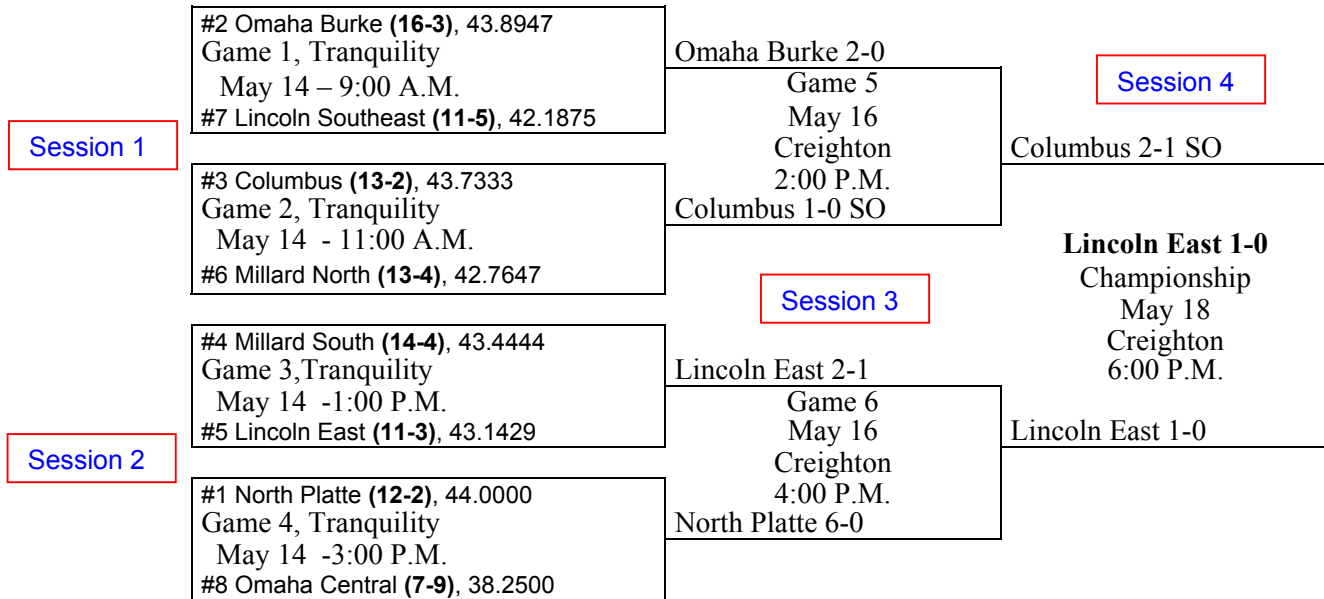 Session 1
#2 Omaha Burke (16-3), 43.8947
Game 1, Tranquility
May 14 – 9:00 A.M.
#7 Lincoln Southeast (11-5), 42.1875
#3 Columbus (13-2), 43.7333
Game 2, Tranquility
May 14 - 11:00 A.M.
#6 Millard North (13-4), 42.7647
Session 2
#4 Millard South (14-4), 43.4444
Game 3,Tranquility
May 14 -1:00 P.M.
#5 Lincoln East (11-3), 43.1429
#1 North Platte (12-2), 44.0000
Game 4, Tranquility
May 14 -3:00 P.M.
#8 Omaha Central (7-9), 38.2500
Omaha Burke 2-0
Game 5
May 16
Creighton
2:00 P.M.
Columbus 1-0 SO
Session 3
Lincoln East 2-1
Game 6
May 16
Creighton
4:00 P.M.
North Platte 6-0
Session 4
Columbus 2-1 SO
Lincoln East 1-0
Championship
May 18
Creighton
6:00 P.M.
Lincoln East 1-0